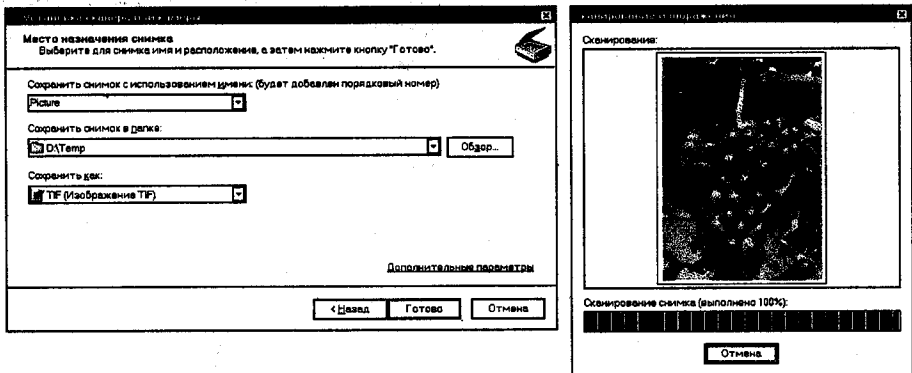 Место назначения снимка
Выберите для снимка имя и расположение, а затем нажмите кнопку "Готово".
Сохранить снимок с использованием имени: (будет добавлен порядковый номер)
Picture
Сохранить снимок в папке:
D:\Temp
Обзор...
Сохранить как:
TIF (Изображение TIF)
Дополнительные параметры
< Назад
Готово
Отмена
Сканирование:
Сканирование снимка (выполнено 100%):
Отмена